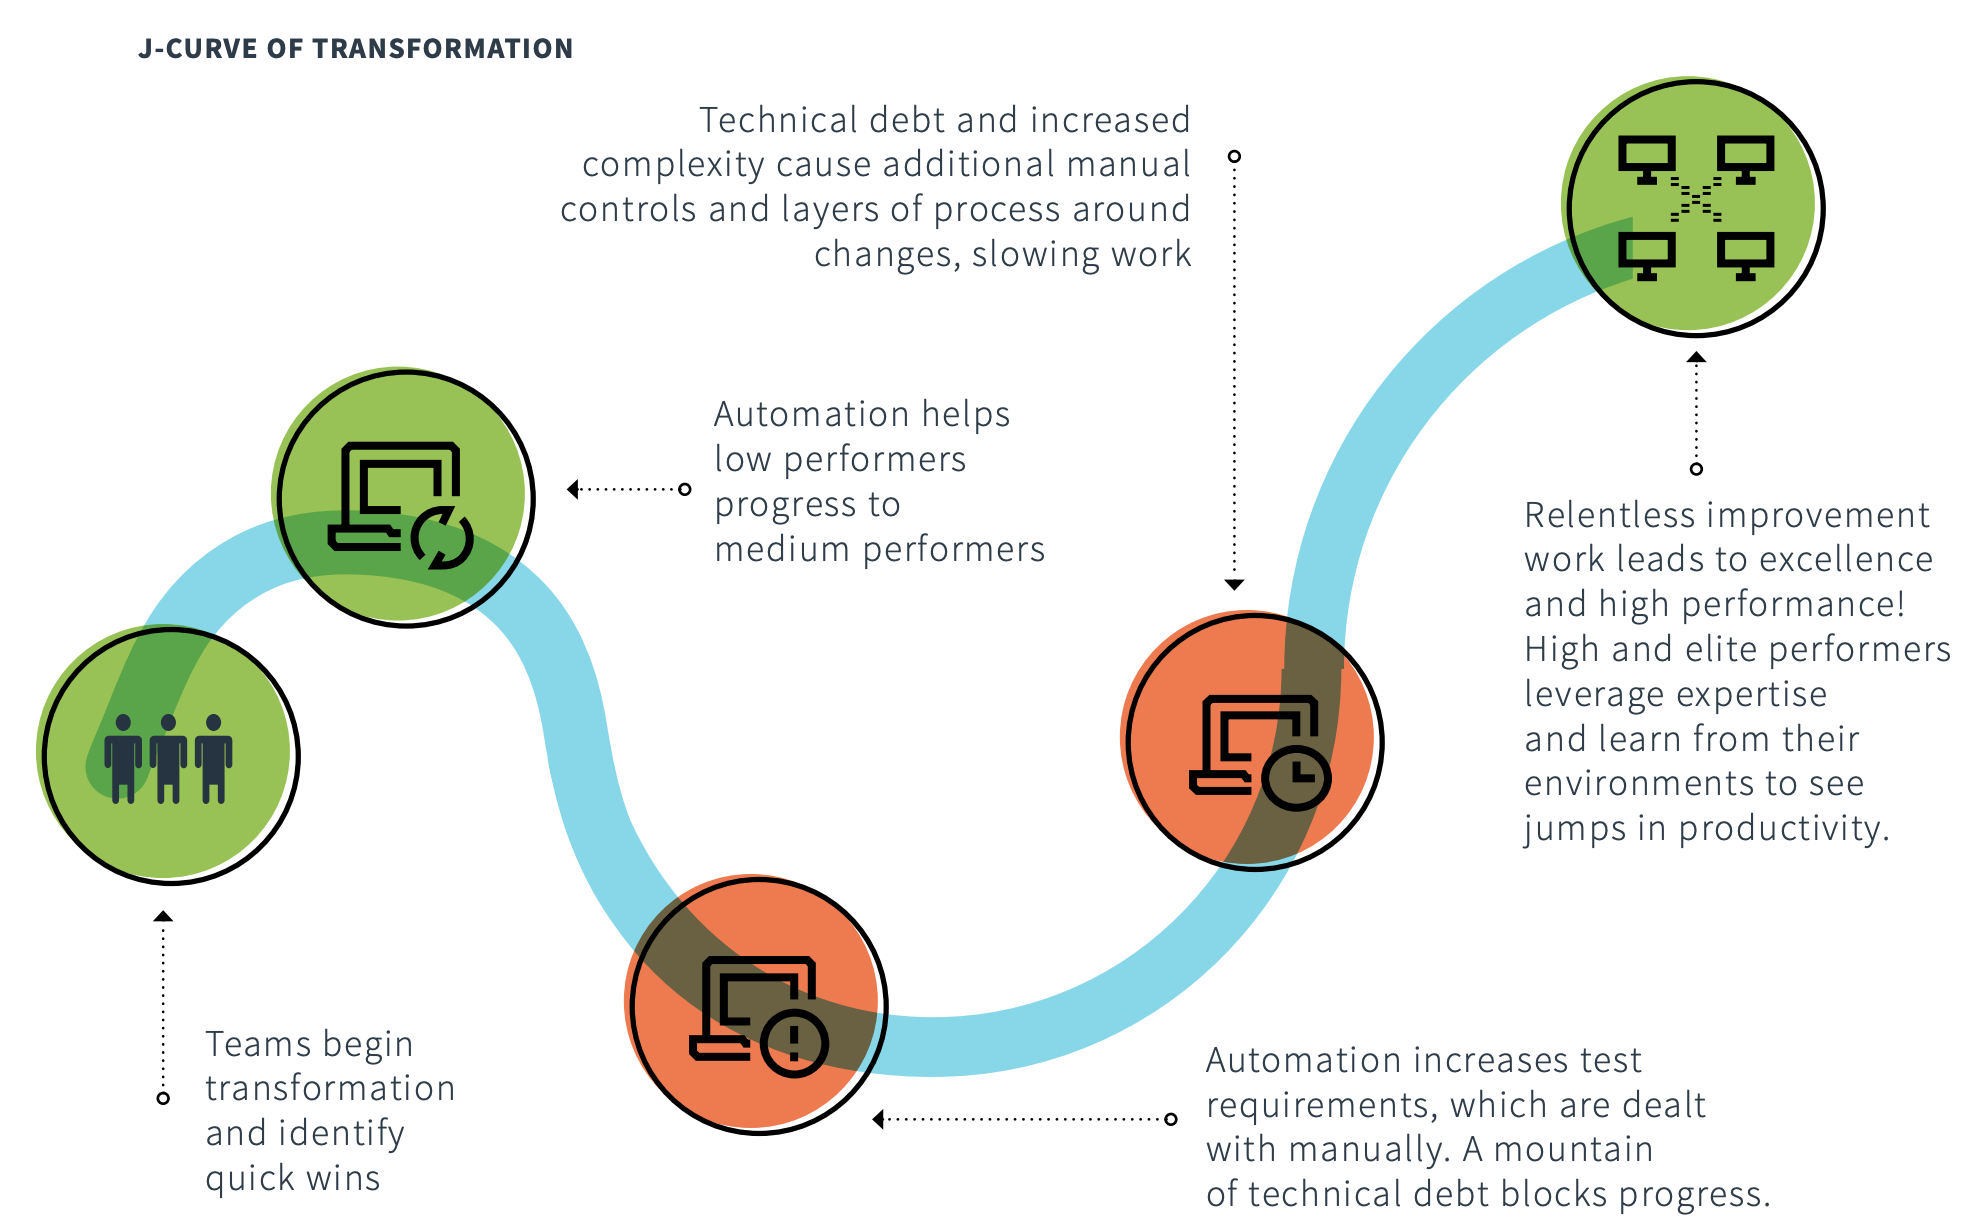 J-CURVE OF TRANSFORMATION
Technical debt and increased
complexity cause additional manual
controls and layers of process around
changes, slowing work
Automation helps
low performers
progress to
medium performers
Relentless improvement
work leads to excellence
and high performance!
High and elite performers
leverage expertise
and learn from their
environments to see
jumps in productivity.
Teams begin
transformation
and identify
quick wins
Automation increases test
requirements, which are dealt
with manually. A mountain
of technical debt blocks progress.